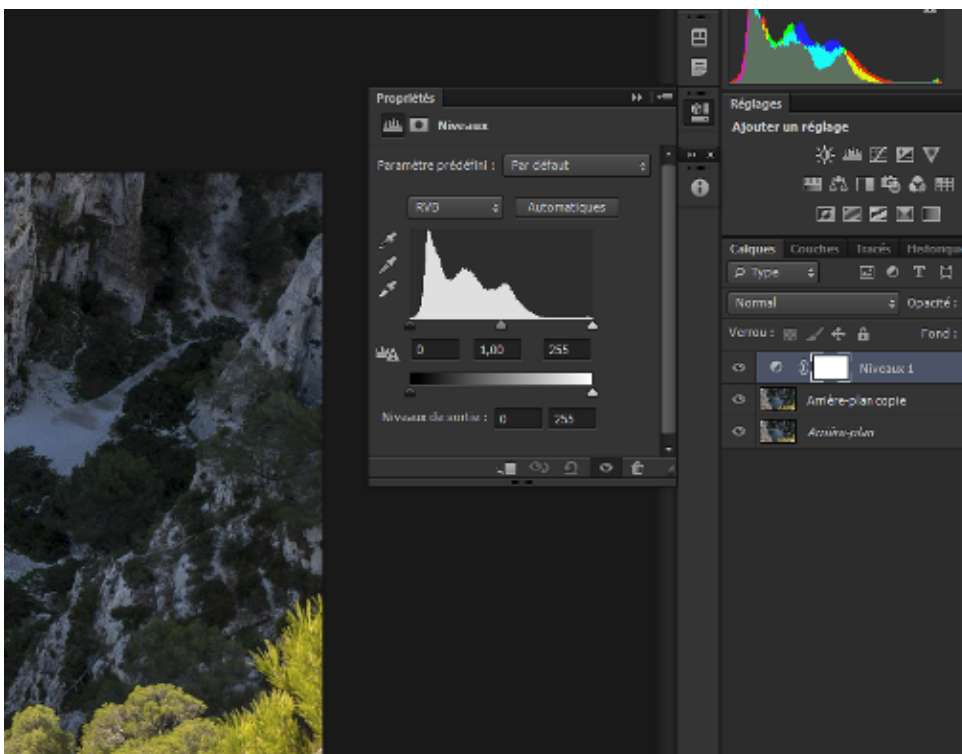 Propriétés
Niveaux
Paramètre prédéfini :
Par défaut
RVB
Automatiques
0
1,00
255
Niveaux de sortie :
0
255
Réglages
Ajouter un réglage
Calques
Couches
Tracés
Historique
Type
T
Normal
Opacité :
Verrou :
Fond :
Niveaux 1
Arrière-plan copie
Arrière-plan